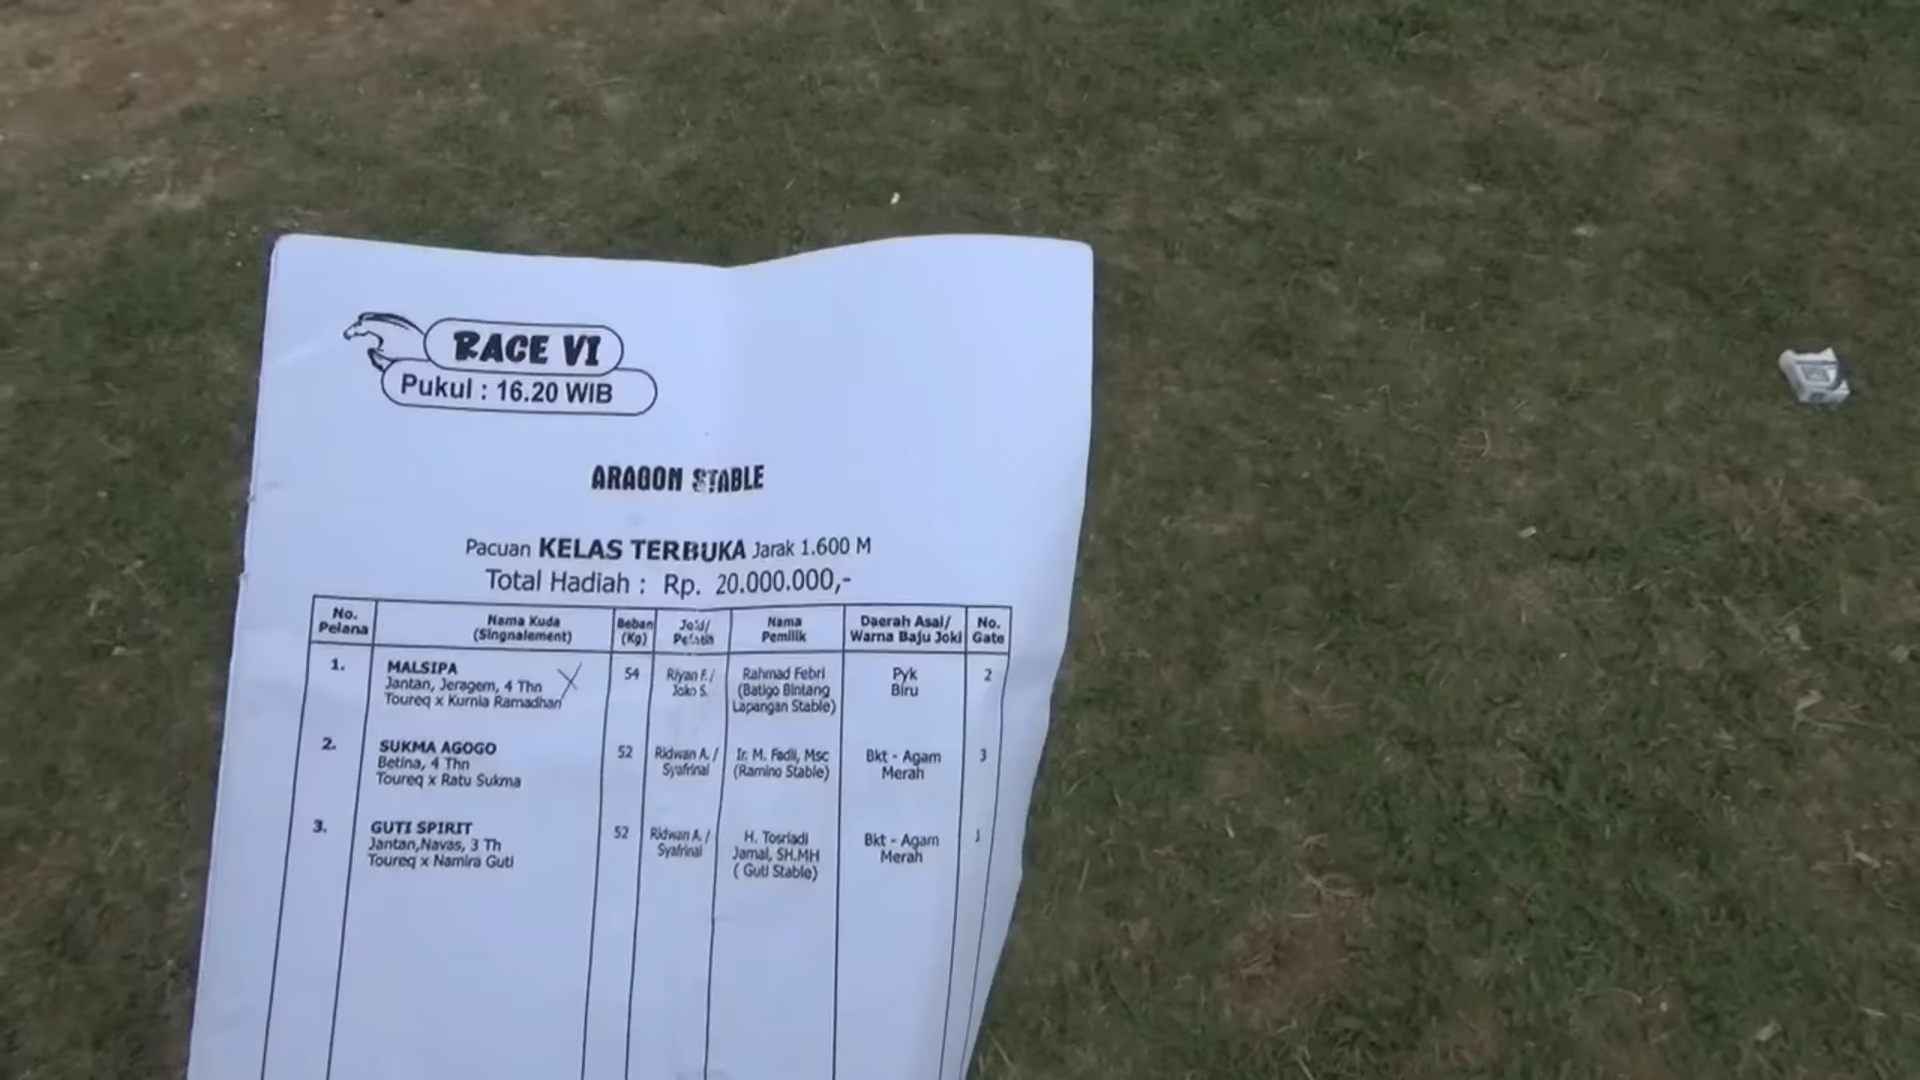 RACE VI
Pukul : 16.20 WIB
ARAGON STABLE
Pacuan KELAS TERBUKA Jarak 1.600 M
Total Hadiah : Rp. 20.000.000,-
No. Pelana
Nama Kuda (Singnalement)
Beban (Kg)
Joki/ Pelatih
Nama Pemilik
Daerah Asal/ Warna Baju Joki
No. Gate
1.
MALSIPA
Jantan, Jeragem, 4 Thn
Toureq x Kurnia Ramadhan
54
Riyan F./
Joko S.
Rahmad Febri
(Batigo Bintang
Lapangan Stable)
Pyk
Biru
2
2.
SUKMA AGOGO
Betina, 4 Thn
Toureq x Ratu Sukma
52
Ridwan A./
Syafrinal
Ir. M. Fadil, Msc
(Ramino Stable)
Bkt - Agam
Merah
3
3.
GUTI SPIRIT
Jantan,Navas, 3 Th
Toureq x Namira Guti
52
Ridwan A./
Syafrinal
H. Tosriadi
Jamal, SH.MH
( Guti Stable)
Bkt - Agam
Merah
1